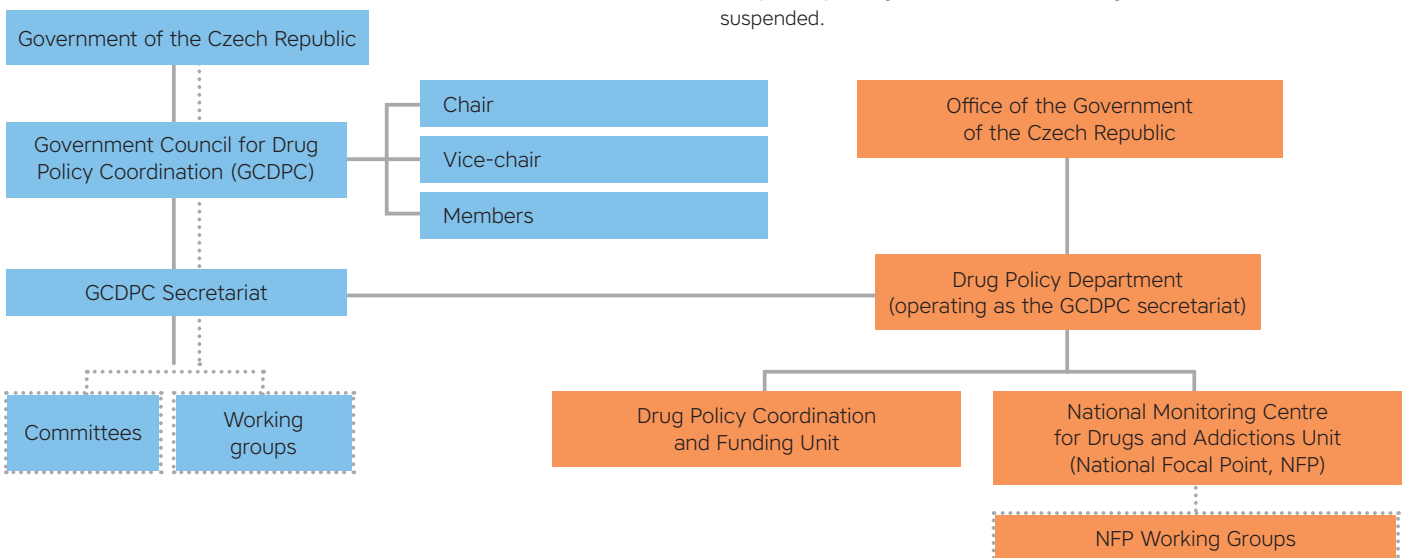 suspended.
Government of the Czech Republic
Government Council for Drug
Policy Coordination (GCDPC)
Chair
Vice-chair
Members
Office of the Government
of the Czech Republic
GCDPC Secretariat
Drug Policy Department
(operating as the GCDPC secretariat)
Committees
Working
groups
Drug Policy Coordination
and Funding Unit
National Monitoring Centre
for Drugs and Addictions Unit
(National Focal Point, NFP)
NFP Working Groups